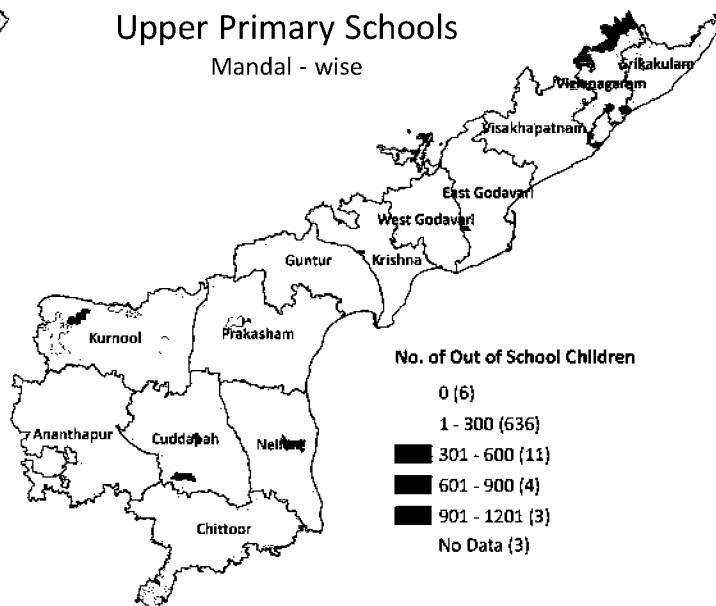 Upper Primary Schools
Mandal - wise
Srikakulam
Vizianagaram
Visakhapatnam
East Godavari
West Godavari
Guntur
Krishna
Kurnool
Prakasham
Ananthapur
Cuddapah
Nellore
Chittoor
No. of Out of School Children
0 (6)
1 - 300 (636)
301 - 600 (11)
601 - 900 (4)
901 - 1201 (3)
No Data (3)